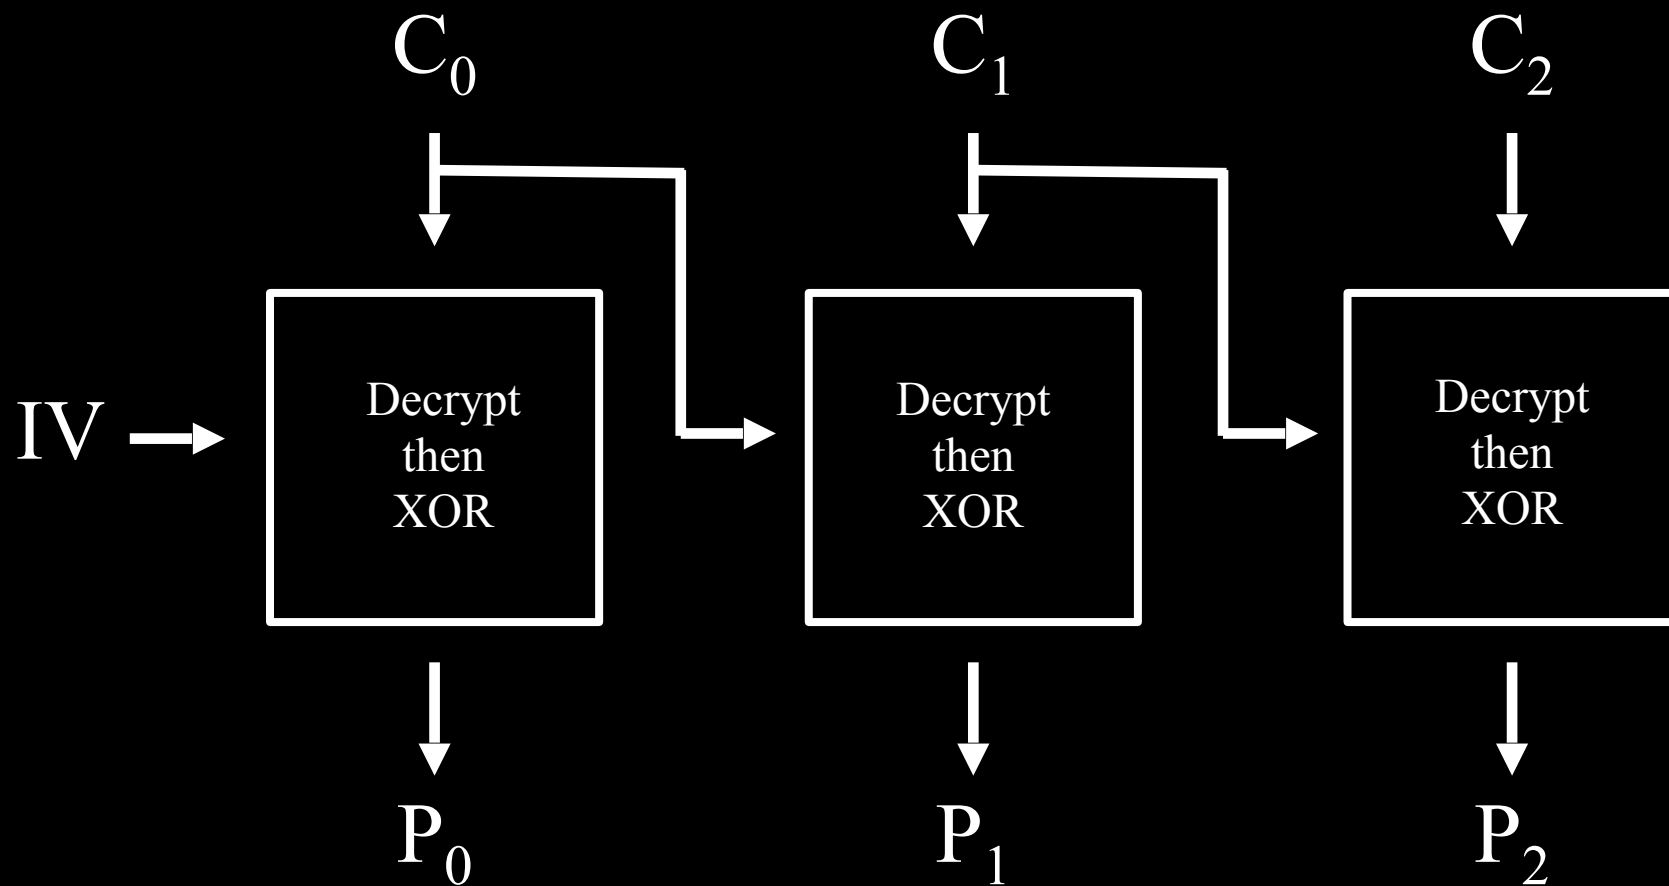 C₀ C₁ C₂
IV
Decrypt
then
XOR
Decrypt
then
XOR
Decrypt
then
XOR
P₀ P₁ P₂